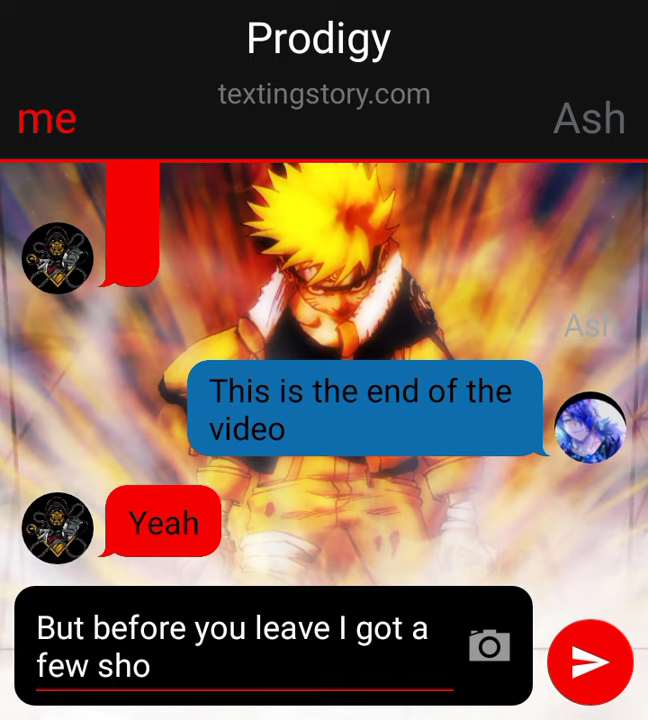 Prodigy
textingstory.com
me
Ash
Ash
This is the end of the
video
Yeah
But before you leave I got a
few sho